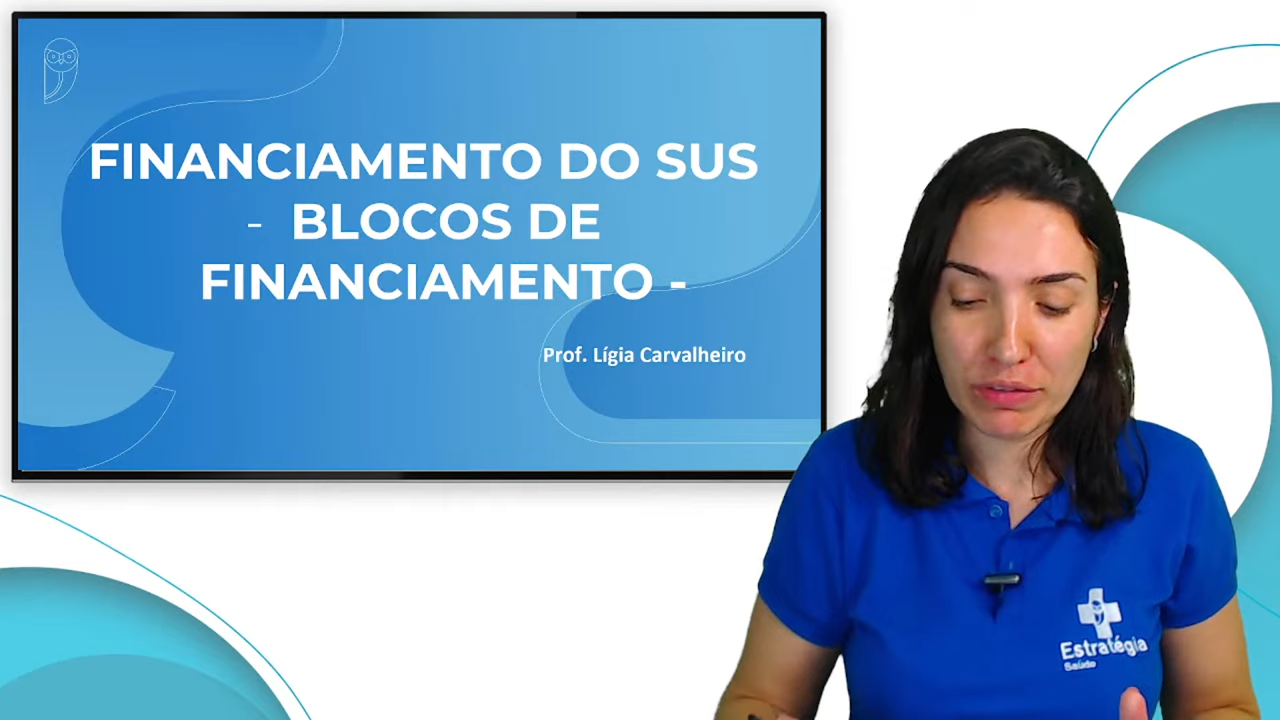 FINANCIAMENTO DO SUS
- BLOCOS DE
FINANCIAMENTO -
Prof. Lígia Carvalheiro
Estratégia
Saúde